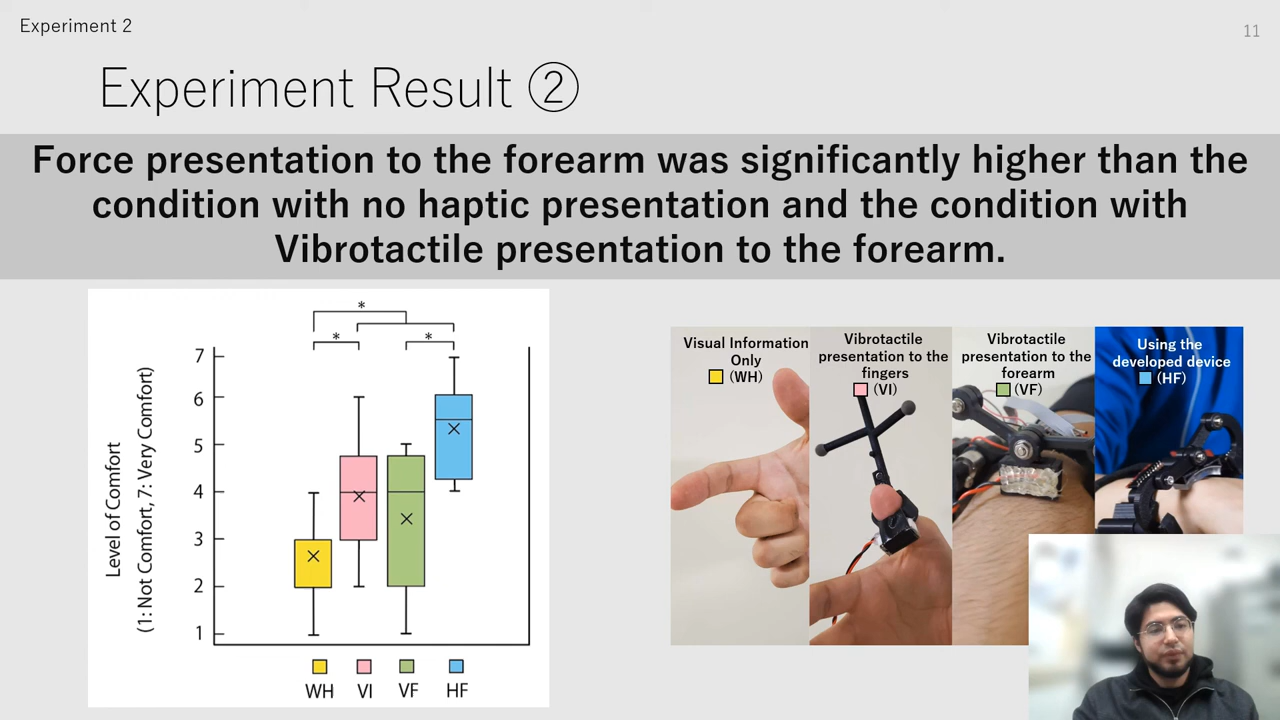 Experiment 2
11
Experiment Result ②
Force presentation to the forearm was significantly higher than the
condition with no haptic presentation and the condition with
Vibrotactile presentation to the forearm.
Level of Comfort
(1: Not Comfort, 7: Very Comfort)
7
6
5
4
3
2
1
*
*
*
WH
VI
VF
HF
Visual Information
Only
(WH)
Vibrotactile
presentation to the
fingers
(VI)
Vibrotactile
presentation to the
forearm
(VF)
Using the
developed device
(HF)